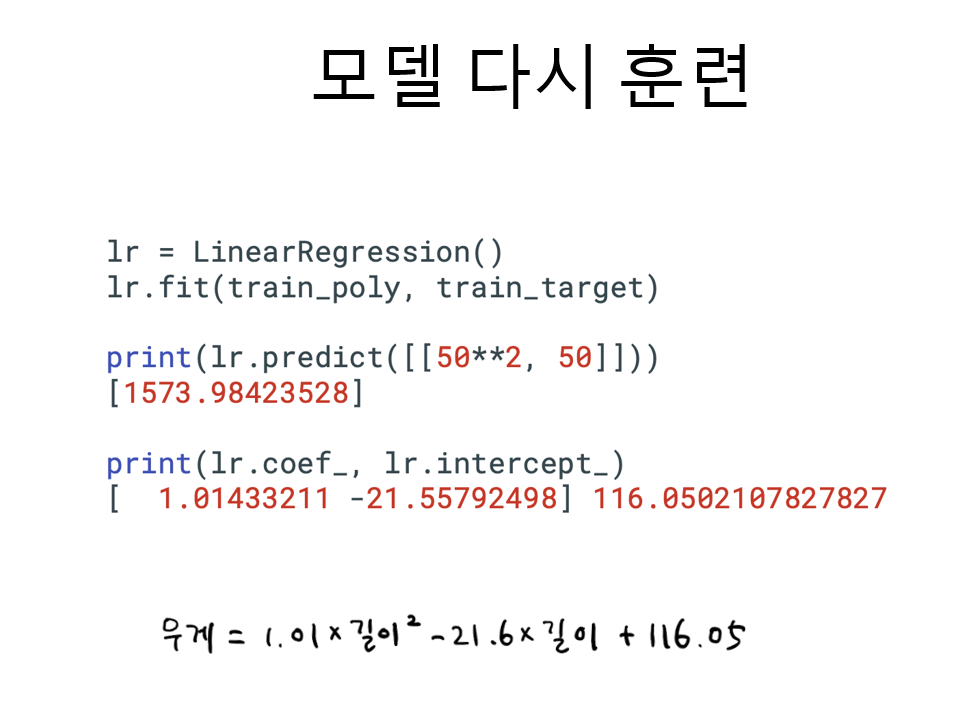 모델 다시 훈련
lr = LinearRegression()
lr.fit(train_poly, train_target)
print(lr.predict([[50**2, 50]]))
[1573.98423528]
print(lr.coef_, lr.intercept_)
[  1.01433211 -21.55792498] 116.0502107827827
무게 = 1.01 × 길이² - 21.6 × 길이 + 116.05